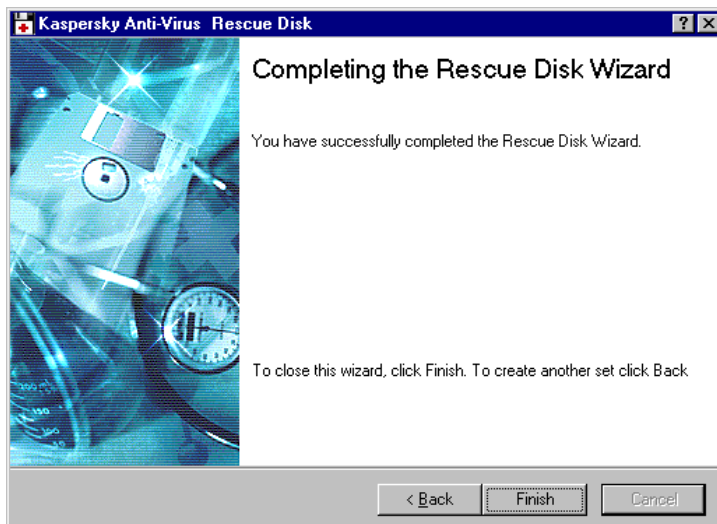 Kaspersky Anti-Virus Rescue Disk
Completing the Rescue Disk Wizard
You have successfully completed the Rescue Disk Wizard.
To close this wizard, click Finish. To create another set click Back
< Back
Finish
Cancel